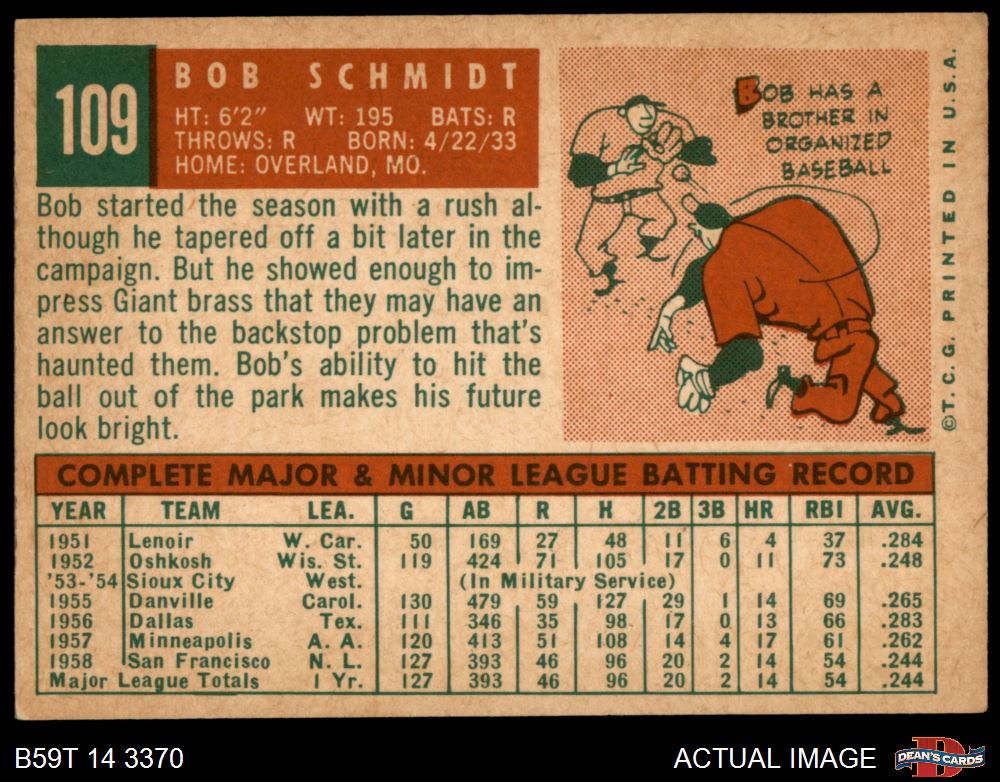 109
BOB SCHMIDT
HT: 6'2" WT: 195 BATS: R
THROWS: R BORN: 4/22/33
HOME: OVERLAND, MO.
Bob started the season with a rush al-
though he tapered off a bit later in the
campaign. But he showed enough to im-
press Giant brass that they may have an
answer to the backstop problem that's
haunted them. Bob's ability to hit the
ball out of the park makes his future
look bright.
BOB HAS A
BROTHER IN
ORGANIZED
BASEBALL
©T.C.G. PRINTED IN U.S.A.
COMPLETE MAJOR & MINOR LEAGUE BATTING RECORD
YEAR TEAM LEA. G AB R H 2B 3B HR RBI AVG.
1951 Lenoir W. Car. 50 169 27 48 11 6 4 37 .284
1952 Oshkosh Wis. St. 119 424 71 105 17 0 11 73 .248
'53-'54 Sioux City West. (In Military Service)
1955 Danville Carol. 130 479 59 127 29 1 14 69 .265
1956 Dallas Tex. 111 346 35 98 17 0 13 66 .283
1957 Minneapolis A. A. 120 413 51 108 14 4 17 61 .262
1958 San Francisco N. L. 127 393 46 96 20 2 14 54 .244
Major League Totals 1 Yr. 127 393 46 96 20 2 14 54 .244
B59T 14 3370
ACTUAL IMAGE
D
DEAN'S CARDS